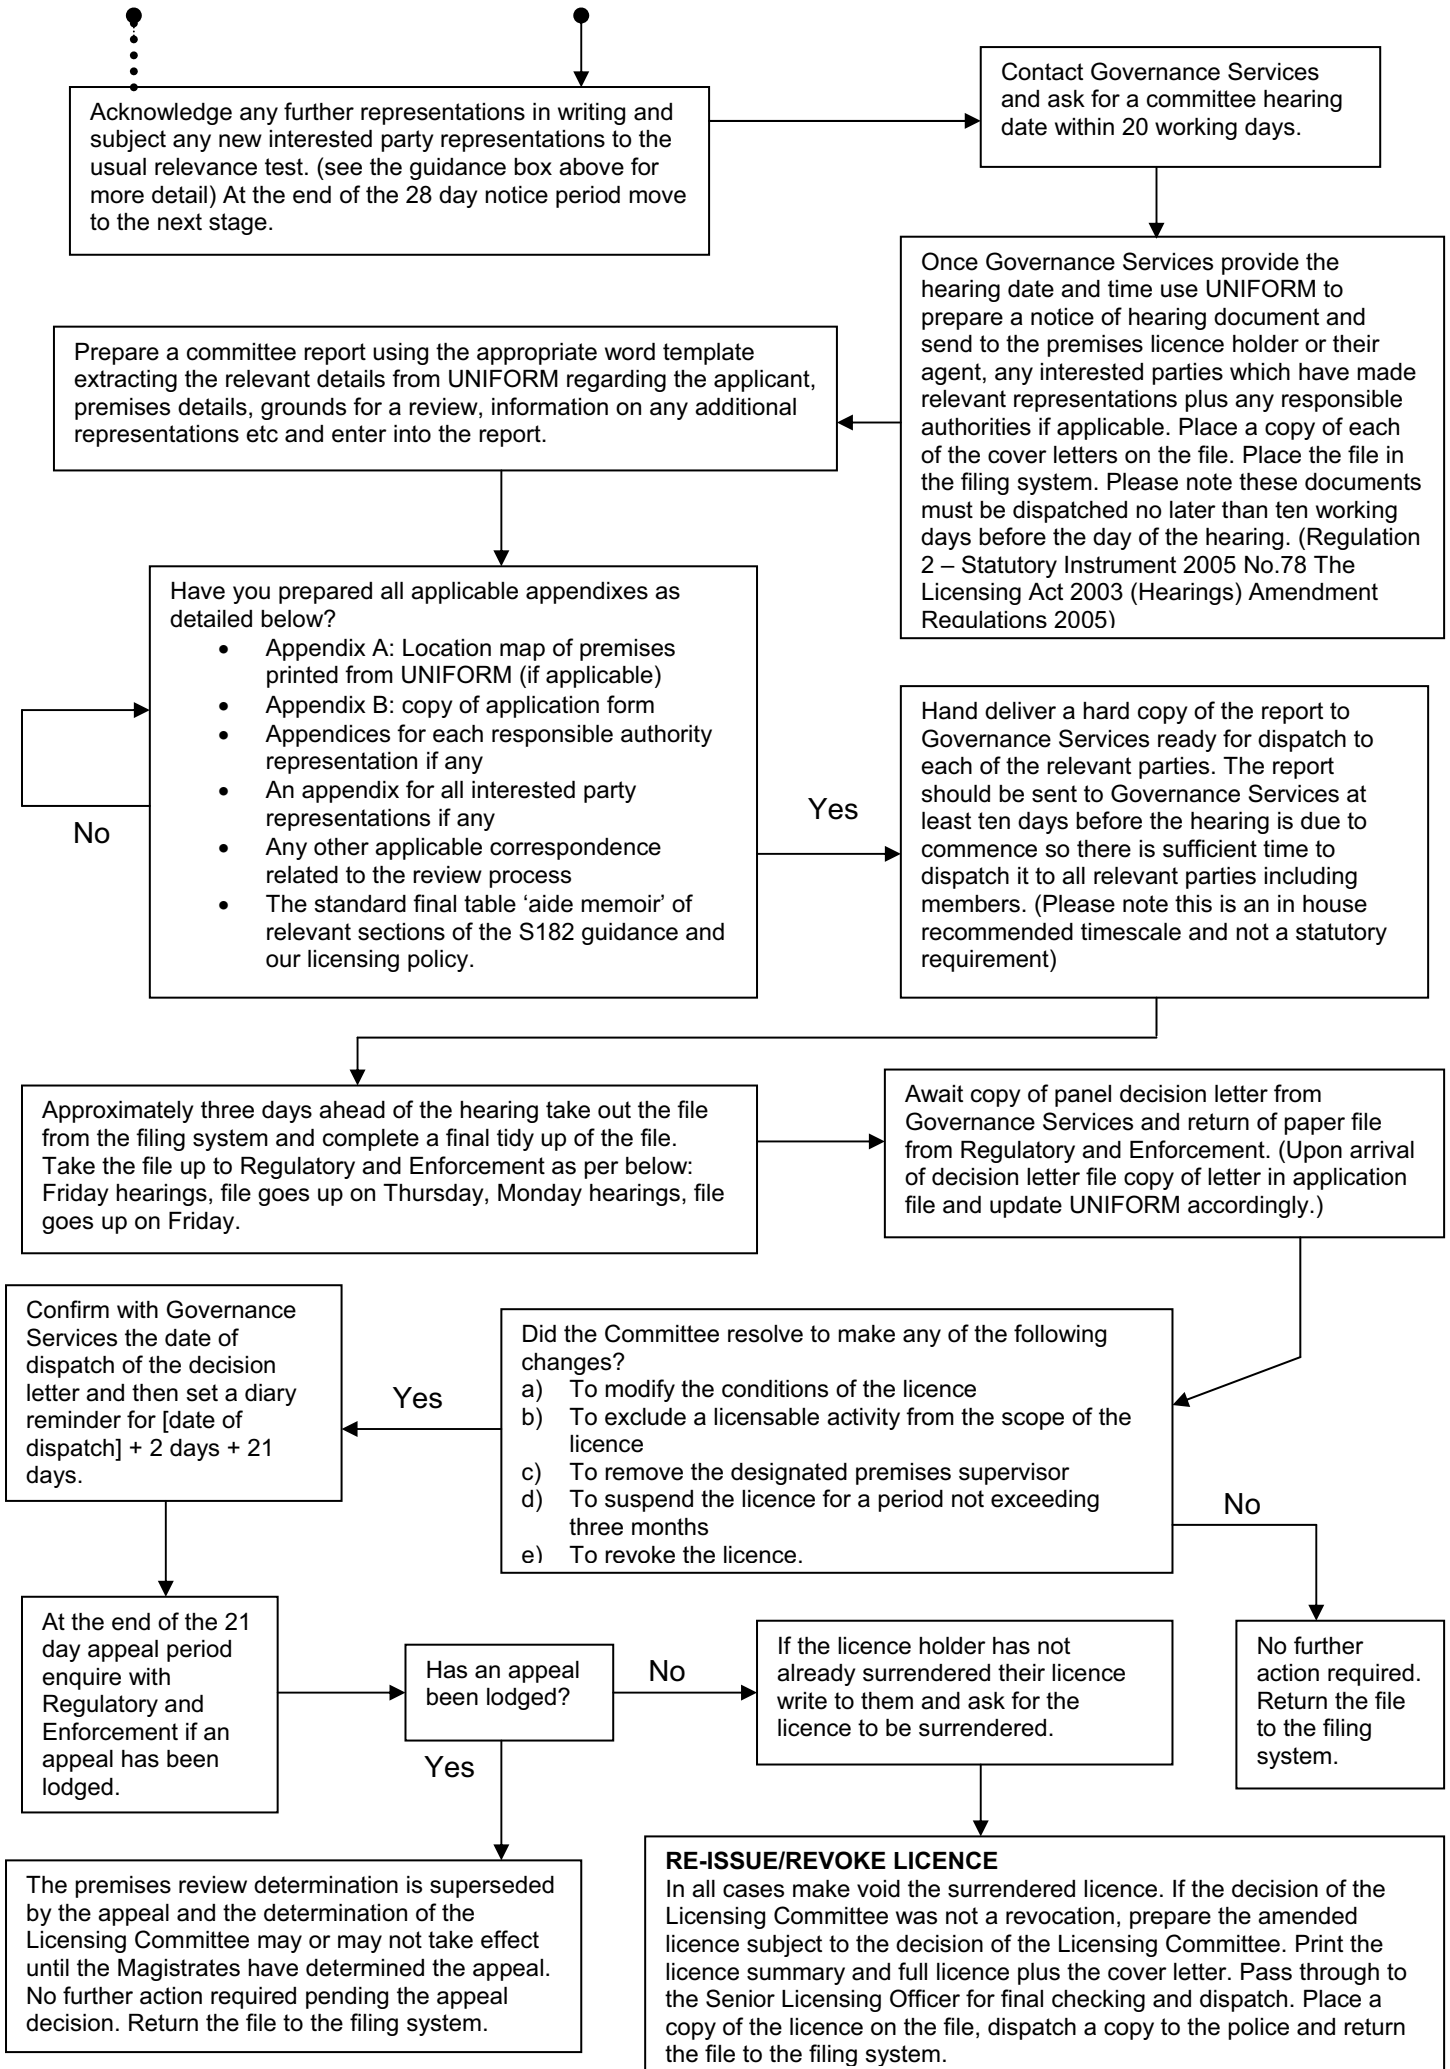 Acknowledge any further representations in writing and
subject any new interested party representations to the
usual relevance test. (see the guidance box above for
more detail) At the end of the 28 day notice period move
to the next stage.
Contact Governance Services
and ask for a committee hearing
date within 20 working days.
Once Governance Services provide the
hearing date and time use UNIFORM to
prepare a notice of hearing document and
send to the premises licence holder or their
agent, any interested parties which have made
relevant representations plus any responsible
authorities if applicable. Place a copy of each
of the cover letters on the file. Place the file in
the filing system. Please note these documents
must be dispatched no later than ten working
days before the day of the hearing. (Regulation
2 – Statutory Instrument 2005 No.78 The
Licensing Act 2003 (Hearings) Amendment
Regulations 2005)
Prepare a committee report using the appropriate word template
extracting the relevant details from UNIFORM regarding the applicant,
premises details, grounds for a review, information on any additional
representations etc and enter into the report.
Have you prepared all applicable appendixes as
detailed below?
• Appendix A: Location map of premises
printed from UNIFORM (if applicable)
• Appendix B: copy of application form
• Appendices for each responsible authority
representation if any
• An appendix for all interested party
representations if any
• Any other applicable correspondence
related to the review process
• The standard final table ‘aide memoir’ of
relevant sections of the S182 guidance and
our licensing policy.
No
Yes
Hand deliver a hard copy of the report to
Governance Services ready for dispatch to
each of the relevant parties. The report
should be sent to Governance Services at
least ten days before the hearing is due to
commence so there is sufficient time to
dispatch it to all relevant parties including
members. (Please note this is an in house
recommended timescale and not a statutory
requirement)
Approximately three days ahead of the hearing take out the file
from the filing system and complete a final tidy up of the file.
Take the file up to Regulatory and Enforcement as per below:
Friday hearings, file goes up on Thursday, Monday hearings, file
goes up on Friday.
Await copy of panel decision letter from
Governance Services and return of paper file
from Regulatory and Enforcement. (Upon arrival
of decision letter file copy of letter in application
file and update UNIFORM accordingly.)
Did the Committee resolve to make any of the following
changes?
a) To modify the conditions of the licence
b) To exclude a licensable activity from the scope of the
licence
c) To remove the designated premises supervisor
d) To suspend the licence for a period not exceeding
three months
e) To revoke the licence.
Yes
No
Confirm with Governance
Services the date of
dispatch of the decision
letter and then set a diary
reminder for [date of
dispatch] + 2 days + 21
days.
At the end of the 21
day appeal period
enquire with
Regulatory and
Enforcement if an
appeal has been
lodged.
Has an appeal
been lodged?
No
Yes
If the licence holder has not
already surrendered their licence
write to them and ask for the
licence to be surrendered.
No further
action required.
Return the file
to the filing
system.
The premises review determination is superseded
by the appeal and the determination of the
Licensing Committee may or may not take effect
until the Magistrates have determined the appeal.
No further action required pending the appeal
decision. Return the file to the filing system.
RE-ISSUE/REVOKE LICENCE
In all cases make void the surrendered licence. If the decision of the
Licensing Committee was not a revocation, prepare the amended
licence subject to the decision of the Licensing Committee. Print the
licence summary and full licence plus the cover letter. Pass through to
the Senior Licensing Officer for final checking and dispatch. Place a
copy of the licence on the file, dispatch a copy to the police and return
the file to the filing system.